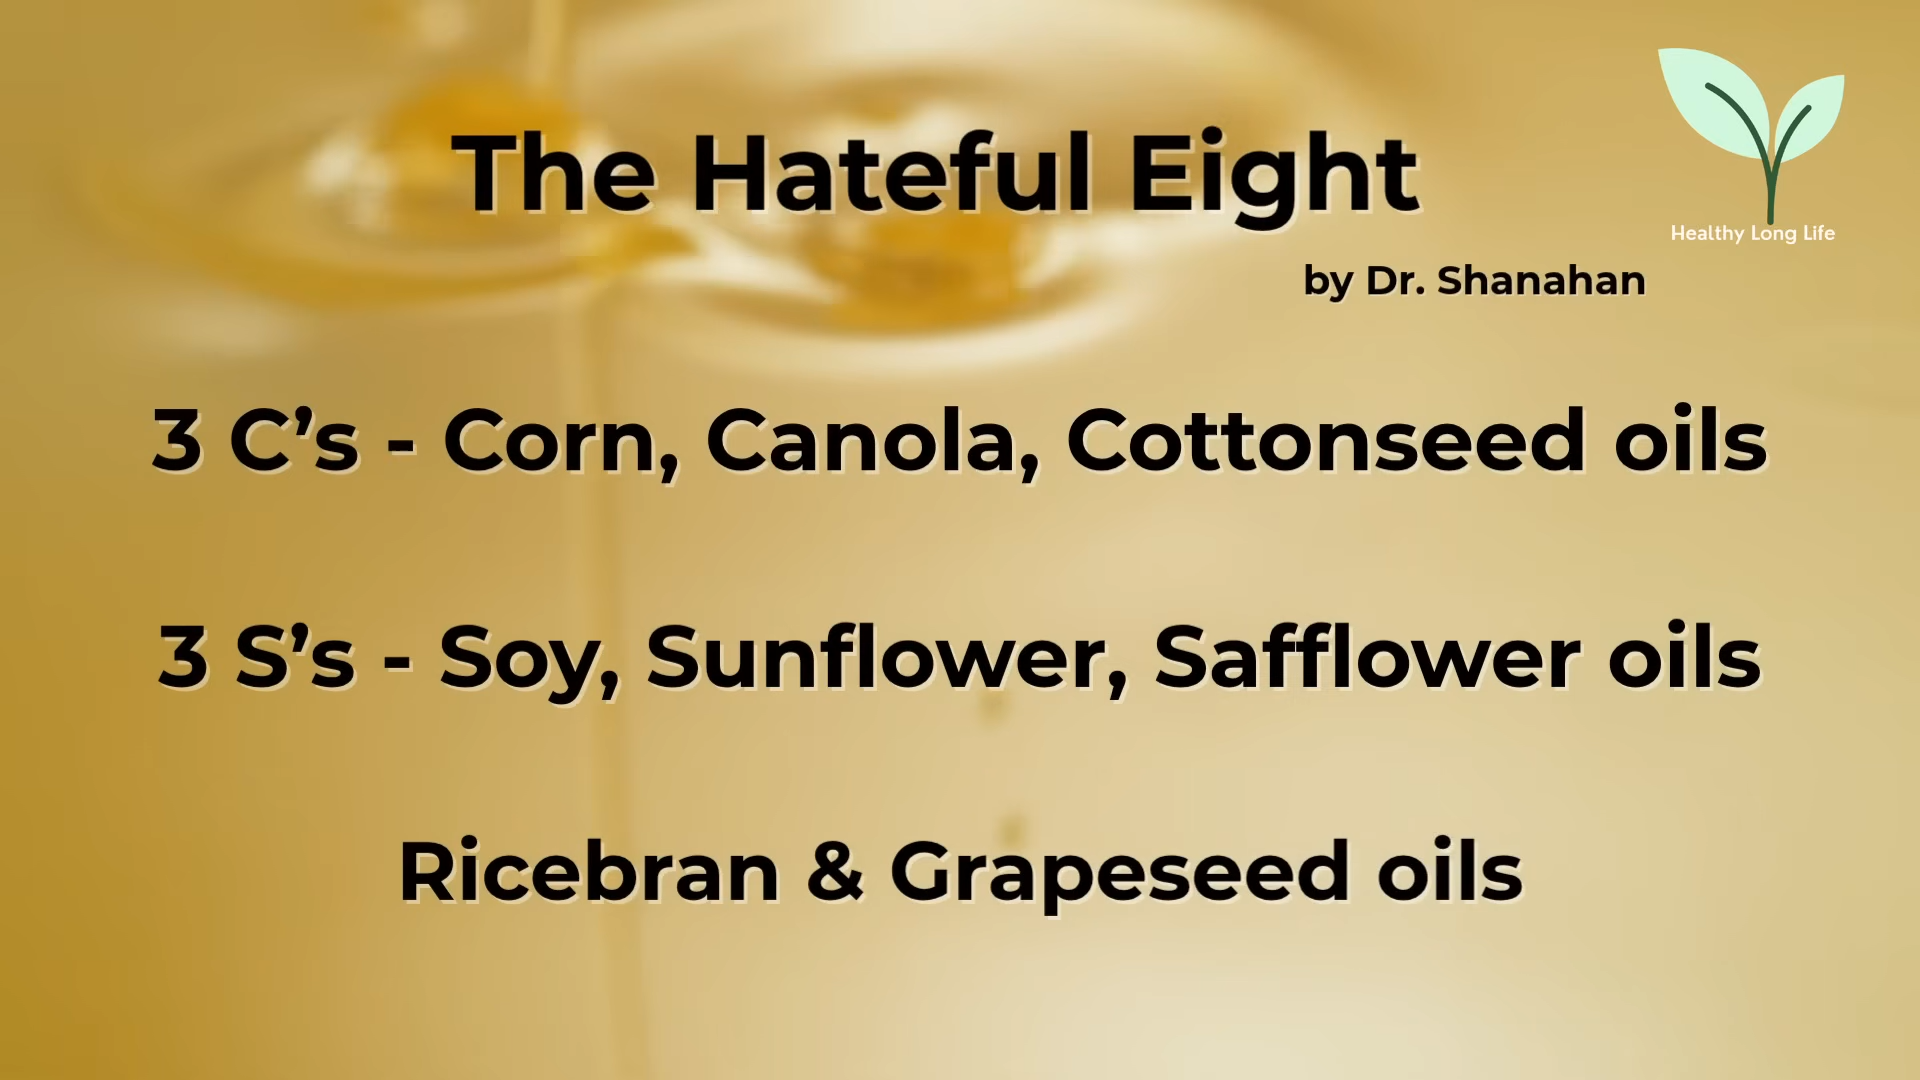 The Hateful Eight
Healthy Long Life
by Dr. Shanahan
3 C’s - Corn, Canola, Cottonseed oils
3 S’s - Soy, Sunflower, Safflower oils
Ricebran & Grapeseed oils